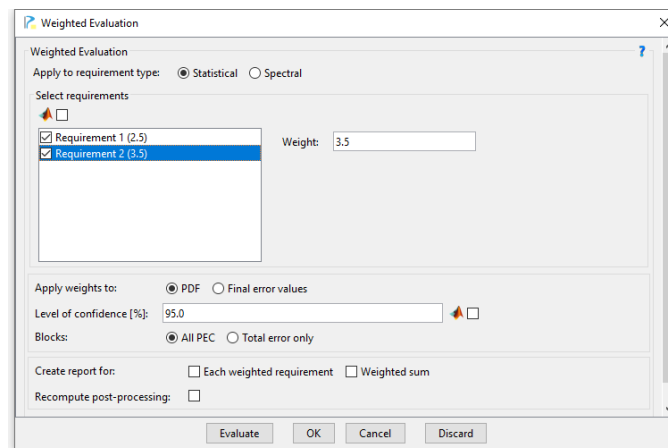 Weighted Evaluation
Weighted Evaluation ?
Apply to requirement type: Statistical Spectral
Select requirements
Requirement 1 (2.5)
Requirement 2 (3.5)
Weight: 3.5
Apply weights to: PDF Final error values
Level of confidence [%]: 95.0
Blocks: All PEC Total error only
Create report for: Each weighted requirement Weighted sum
Recompute post-processing:
Evaluate OK Cancel Discard